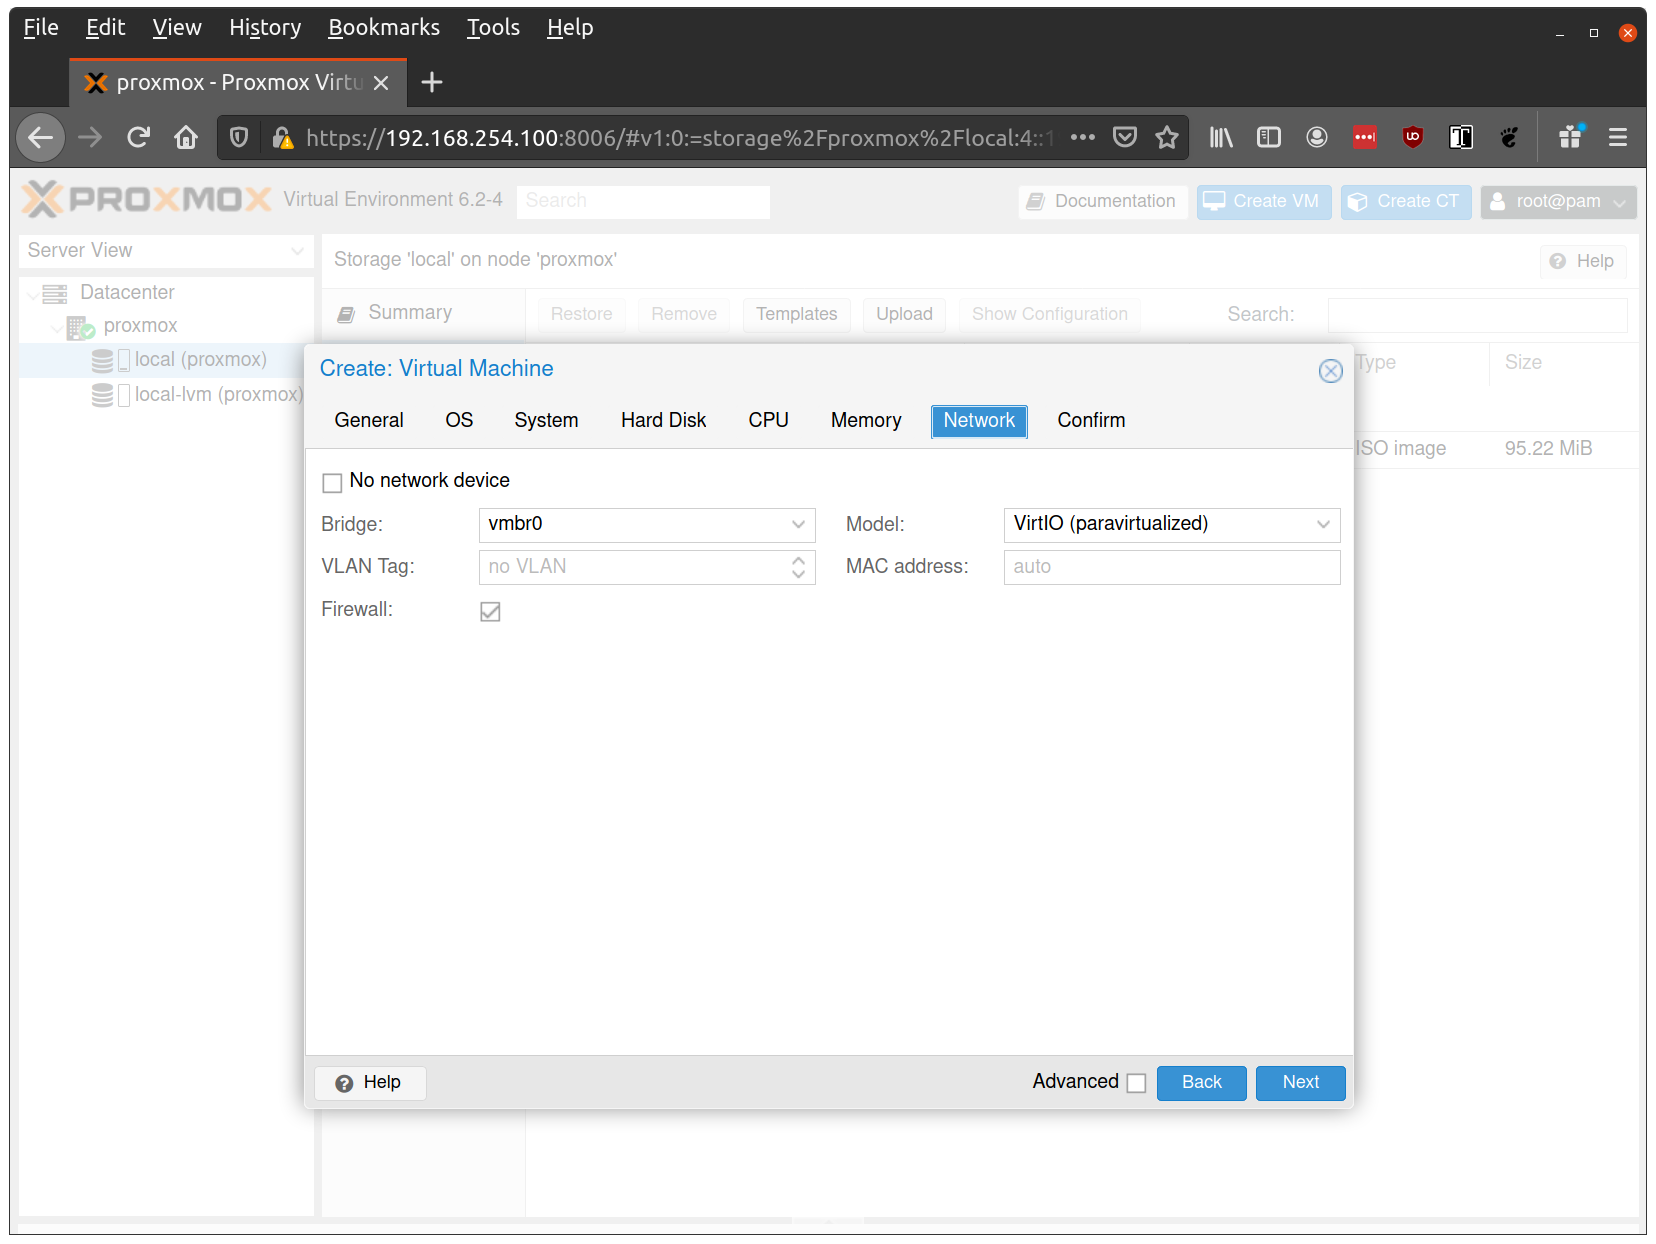 File Edit View History Bookmarks Tools Help
proxmox - Proxmox Virtu
https://192.168.254.100:8006/#v1:0:=storage%2Fproxmox%2Flocal:4::1
PROXMOX Virtual Environment 6.2-4 Search Documentation Create VM Create CT root@pam
Server View
Storage 'local' on node 'proxmox' Help
Datacenter
proxmox
local (proxmox)
local-lvm (proxmox)
Summary Restore Remove Templates Upload Show Configuration Search:
Type Size
ISO image 95.22 MiB
Create: Virtual Machine
General OS System Hard Disk CPU Memory Network Confirm
No network device
Bridge: vmbr0 Model: VirtIO (paravirtualized)
VLAN Tag: no VLAN MAC address: auto
Firewall:
Help Advanced Back Next